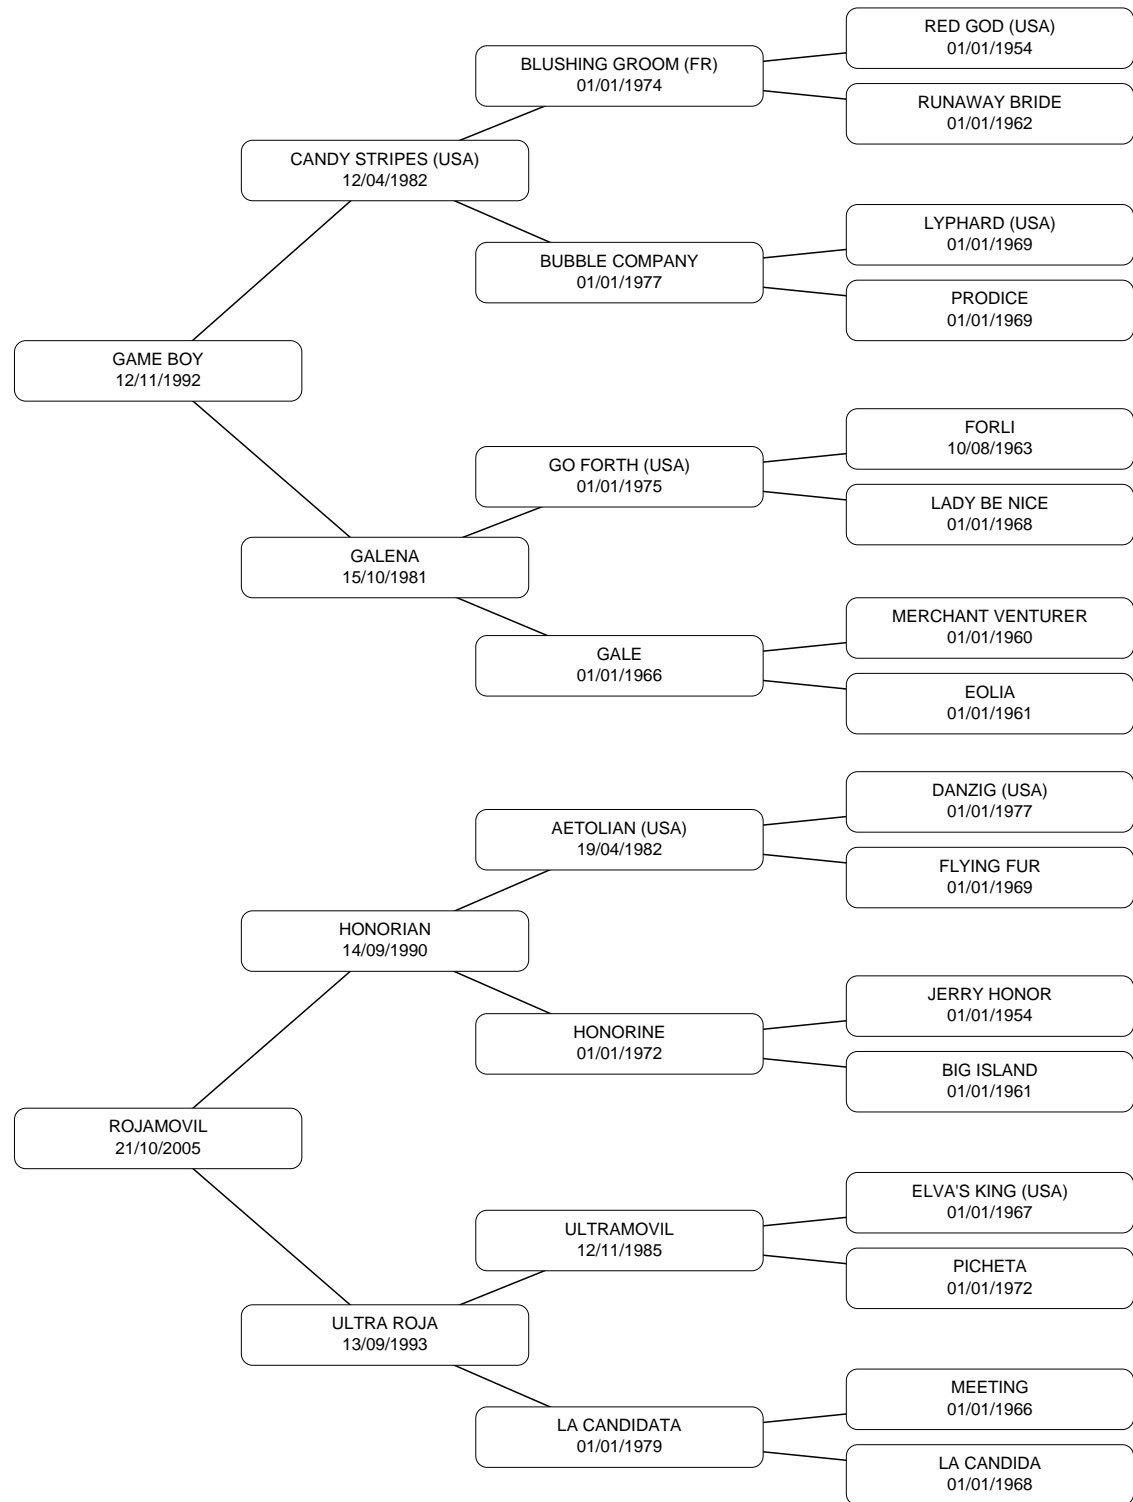 RED GOD (USA)
01/01/1954
BLUSHING GROOM (FR)
01/01/1974
RUNAWAY BRIDE
01/01/1962
CANDY STRIPES (USA)
12/04/1982
LYPHARD (USA)
01/01/1969
BUBBLE COMPANY
01/01/1977
PRODICE
01/01/1969
GAME BOY
12/11/1992
FORLI
10/08/1963
GO FORTH (USA)
01/01/1975
LADY BE NICE
01/01/1968
GALENA
15/10/1981
MERCHANT VENTURER
01/01/1960
GALE
01/01/1966
EOLIA
01/01/1961
DANZIG (USA)
01/01/1977
AETOLIAN (USA)
19/04/1982
FLYING FUR
01/01/1969
HONORIAN
14/09/1990
JERRY HONOR
01/01/1954
HONORINE
01/01/1972
BIG ISLAND
01/01/1961
ROJAMOVIL
21/10/2005
ELVA'S KING (USA)
01/01/1967
ULTRAMOVIL
12/11/1985
PICHETA
01/01/1972
ULTRA ROJA
13/09/1993
MEETING
01/01/1966
LA CANDIDATA
01/01/1979
LA CANDIDA
01/01/1968